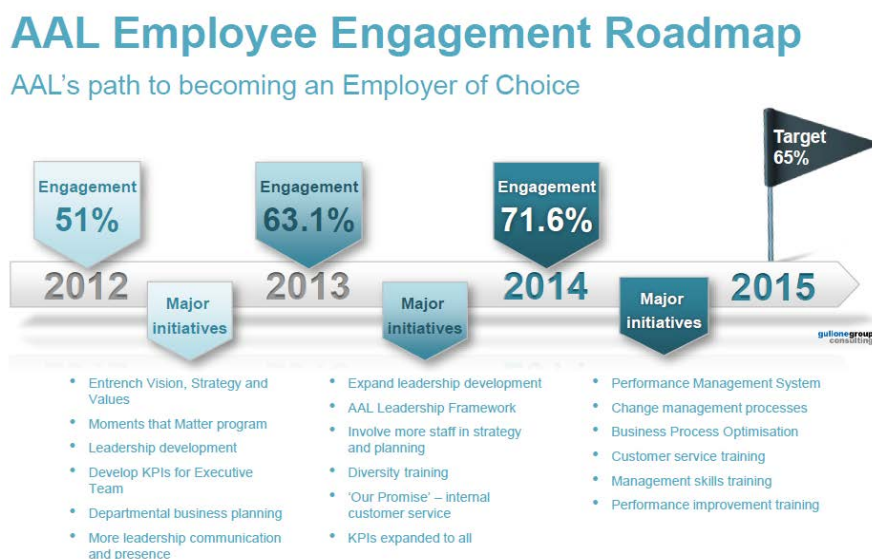 AAL Employee Engagement Roadmap
AAL's path to becoming an Employer of Choice
Target
65%
Engagement
51%
Engagement
63.1%
Engagement
71.6%
2012
2013
2014
2015
Major
initiatives
Major
initiatives
Major
initiatives
gullonegroup
consulting
• Entrench Vision, Strategy and
Values
• Moments that Matter program
• Leadership development
• Develop KPIs for Executive
Team
• Departmental business planning
• More leadership communication
and presence
• Expand leadership development
• AAL Leadership Framework
• Involve more staff in strategy
and planning
• Diversity training
• 'Our Promise' – internal
customer service
• KPIs expanded to all
• Performance Management System
• Change management processes
• Business Process Optimisation
• Customer service training
• Management skills training
• Performance improvement training